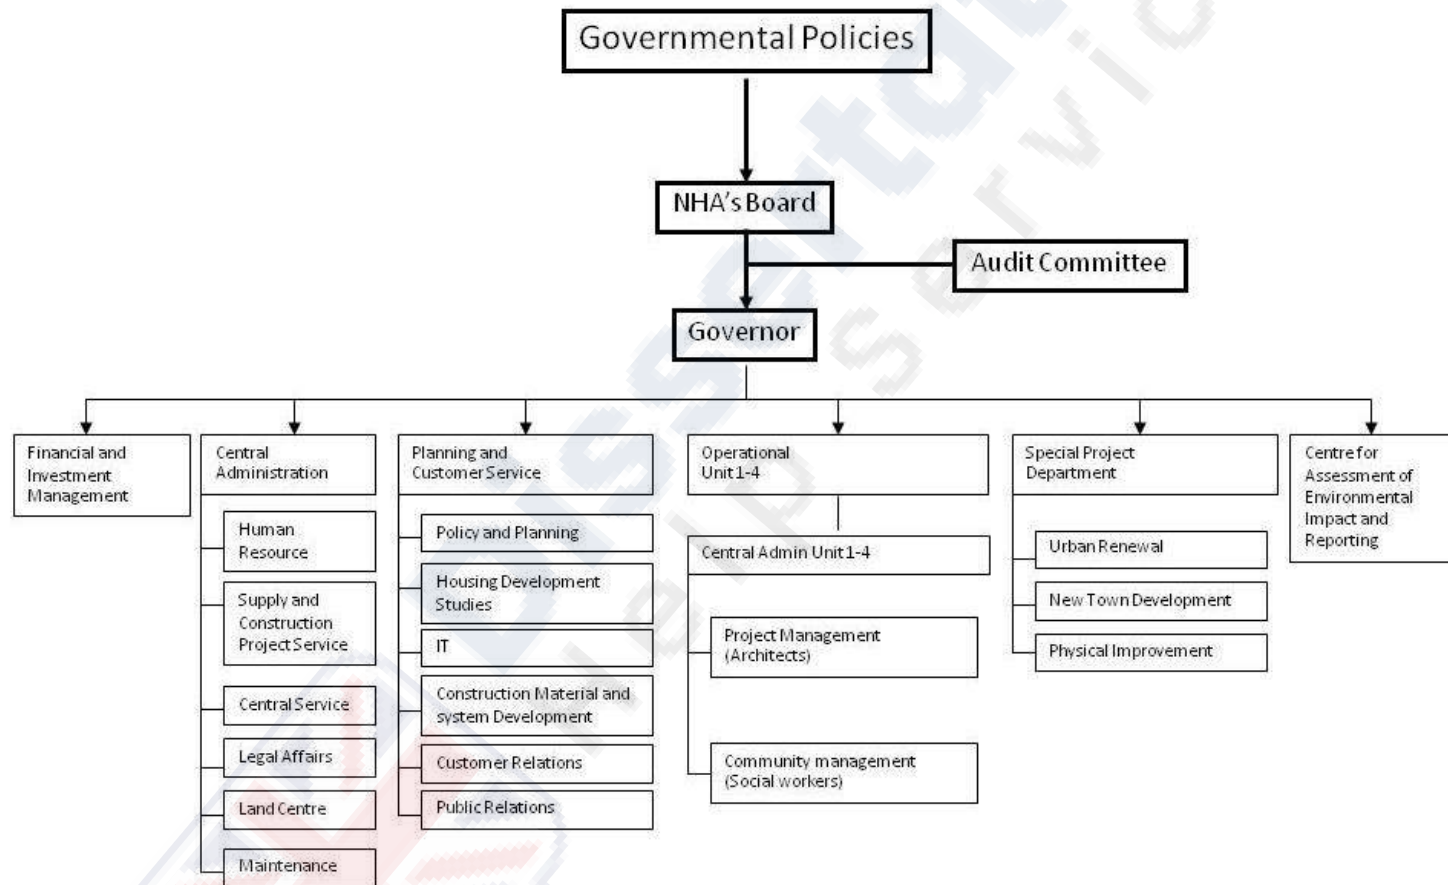 Governmental Policies
NHA's Board
Audit Committee
Governor
Financial and
Investment
Management
Central
Administration
Human
Resource
Supply and
Construction
Project Service
Central Service
Legal Affairs
Land Centre
Maintenance
Planning and
Customer Service
Policy and Planning
Housing Development
Studies
IT
Construction Material and
system Development
Customer Relations
Public Relations
Operational
Unit 1-4
Central Admin Unit 1-4
Project Management
(Architects)
Community management
(Social workers)
Special Project
Department
Urban Renewal
New Town Development
Physical Improvement
Centre for
Assessment of
Environmental
Impact and
Reporting
Dissertat
Help Servic